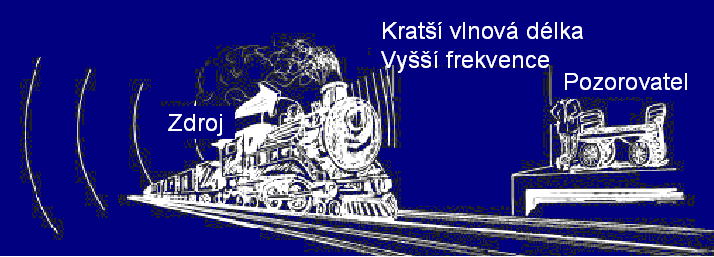 Kratší vlnová délka
Vyšší frekvence
Pozorovatel
Zdroj